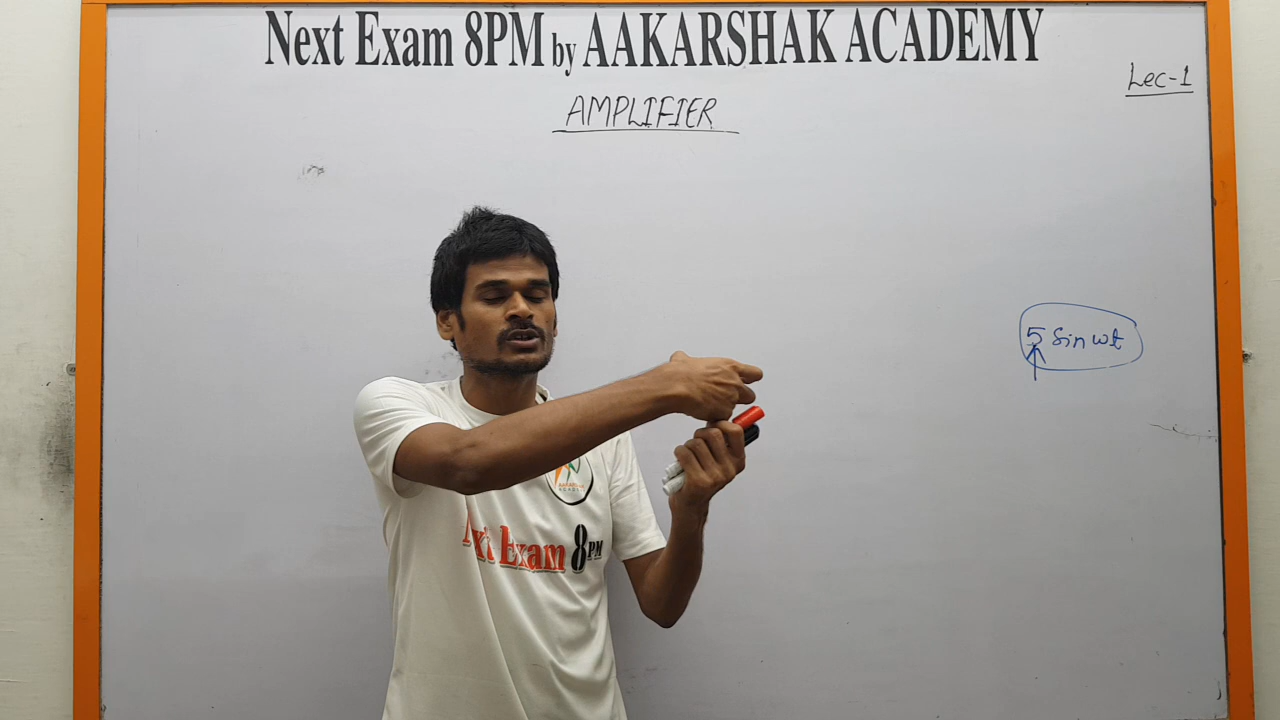 Next Exam 8PM by AAKARSHAK ACADEMY
Lec-1
AMPLIFIER
5 Sin ωt
Next Exam 8PM